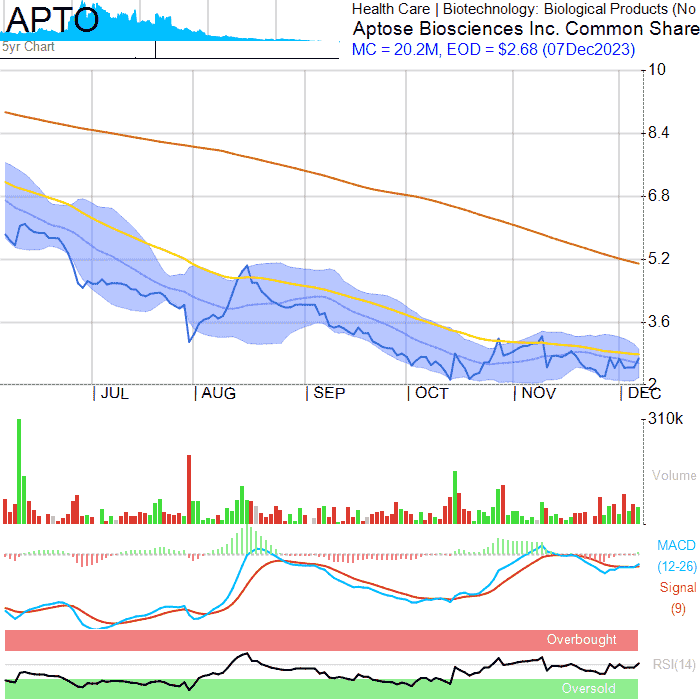 APTO
5yr Chart
Health Care | Biotechnology: Biological Products (No
Aptose Biosciences Inc. Common Share
MC = 20.2M, EOD = $2.68 (07Dec2023)
10
8.4
6.8
5.2
3.6
2
JUL AUG SEP OCT NOV DEC
310k
Volume
MACD
(12-26)
Signal
(9)
Overbought
RSI(14)
Oversold